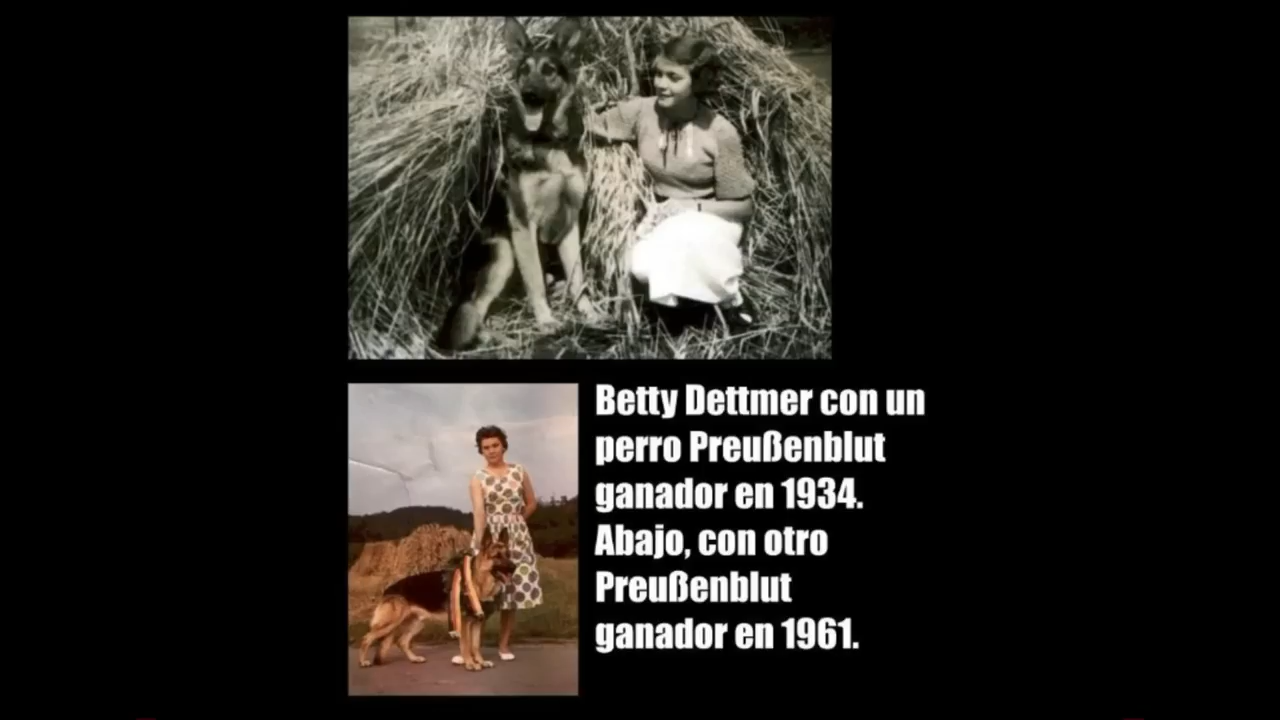 Betty Dettmer con un
perro Preußenblut
ganador en 1934.
Abajo, con otro
Preußenblut
ganador en 1961.